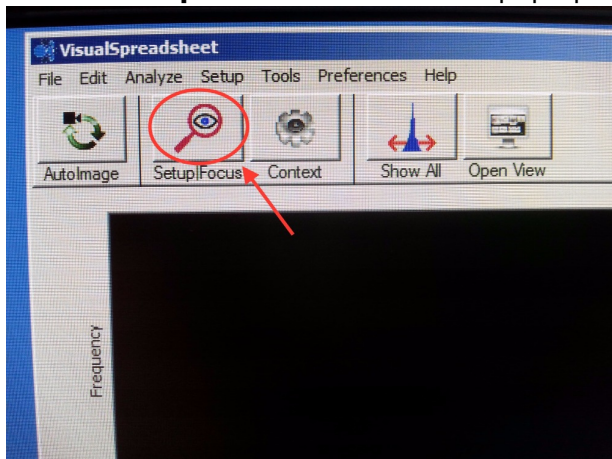 VisualSpreadsheet
File Edit Analyze Setup Tools Preferences Help
AutoImage Setup|Focus Context Show All Open View
Frequency